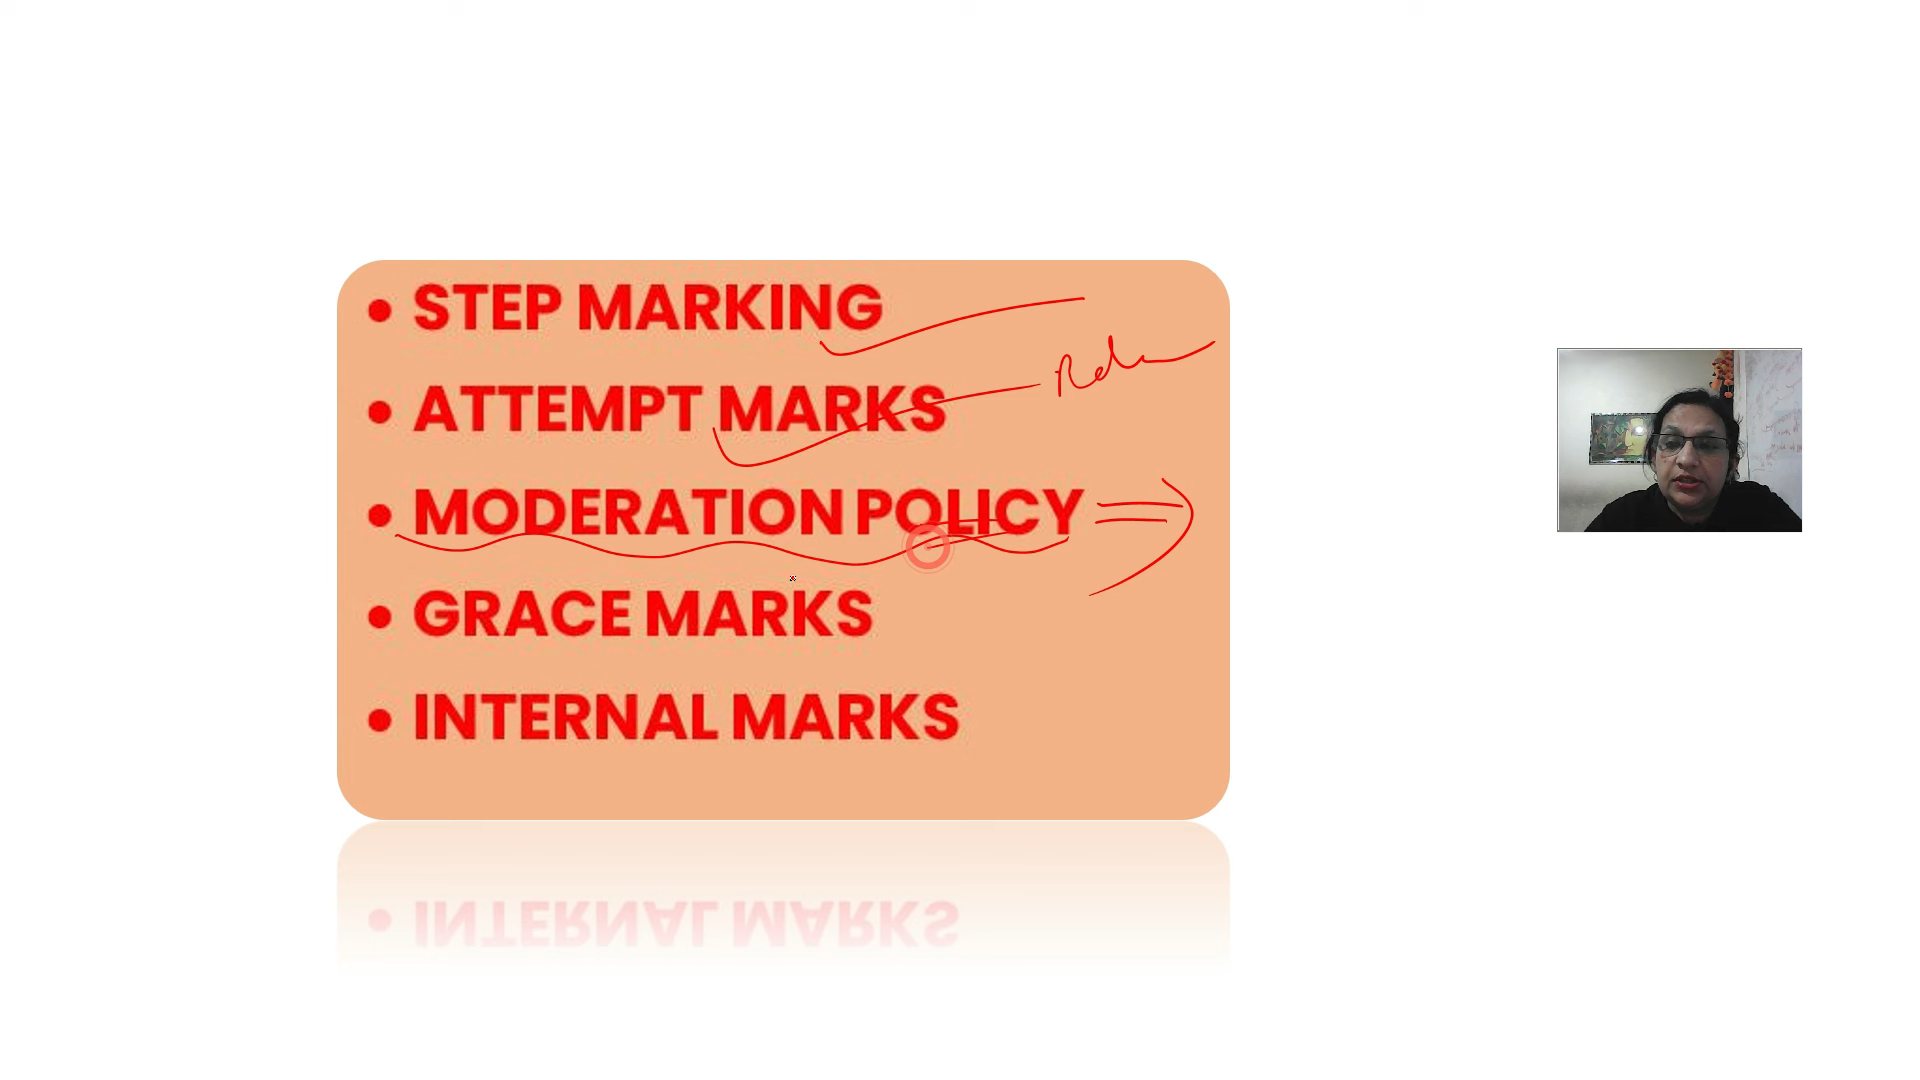 • STEP MARKING
• ATTEMPT MARKS
• MODERATION POLICY
• GRACE MARKS
• INTERNAL MARKS